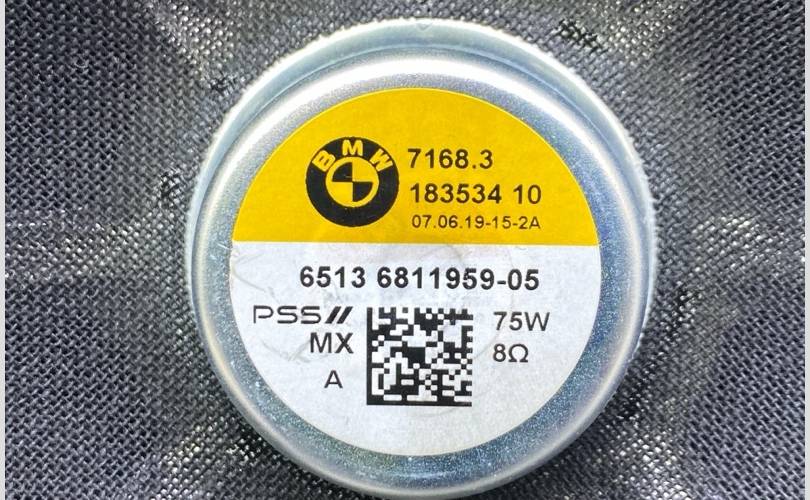 BMW
7168.3
183534 10
07.06.19-15-2A
6513 6811959-05
PSS// 75W
MX 8Ω
A